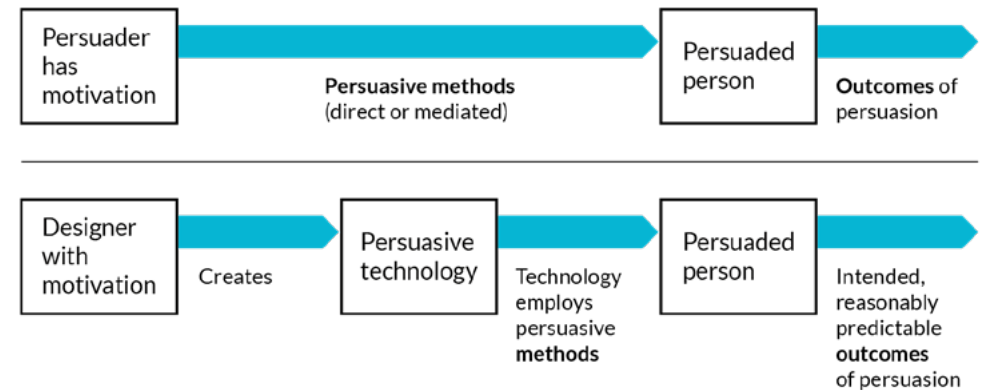 Persuader
has
motivation
Persuasive methods
(direct or mediated)
Persuaded
person
Outcomes of
persuasion
Designer
with
motivation
Creates
Persuasive
technology
Technology
employs
persuasive
methods
Persuaded
person
Intended,
reasonably
predictable
outcomes
of persuasion